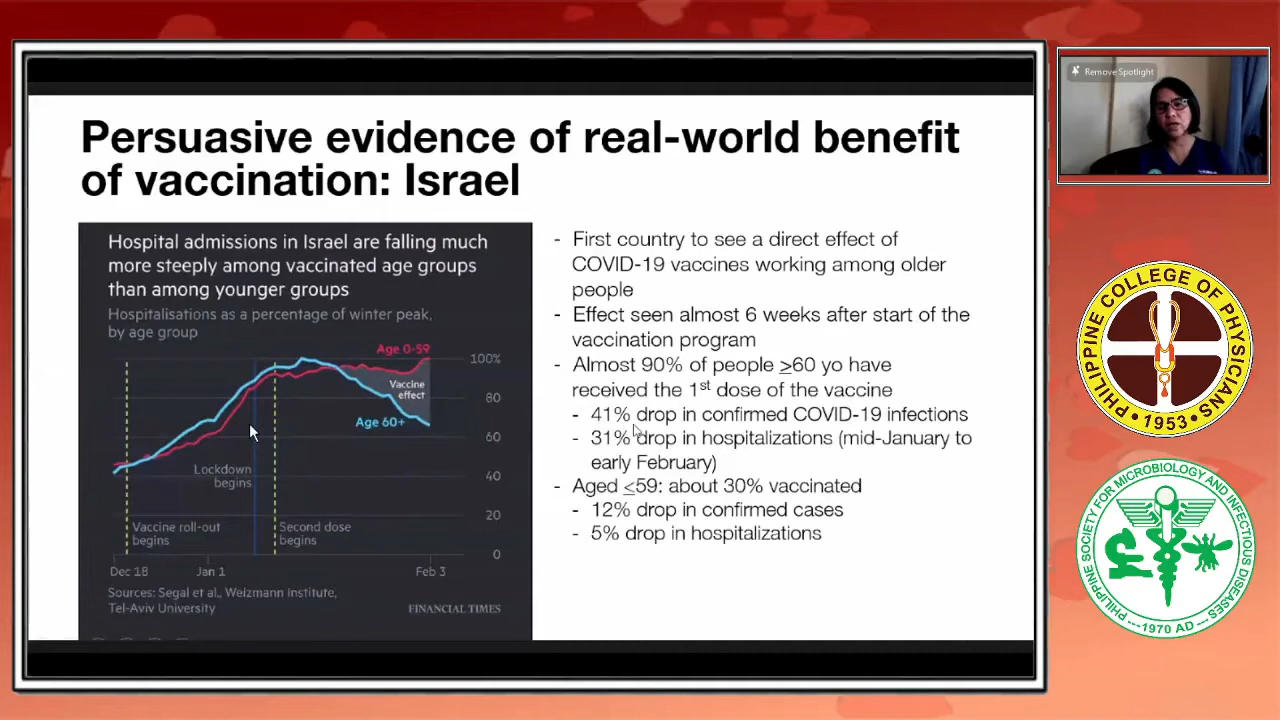 Remove Spotlight
Persuasive evidence of real-world benefit
of vaccination: Israel
Hospital admissions in Israel are falling much
more steeply among vaccinated age groups
than among younger groups
Hospitalisations as a percentage of winter peak,
by age group
Age 0-59
100%
Vaccine
effect
80
Age 60+
60
Lockdown
begins
40
20
Vaccine roll-out
begins
Second dose
begins
0
Dec 18
Jan 1
Feb 3
Sources: Segal et al., Weizmann Institute,
Tel-Aviv University
FINANCIAL TIMES
- First country to see a direct effect of
COVID-19 vaccines working among older
people
- Effect seen almost 6 weeks after start of the
vaccination program
- Almost 90% of people ≥60 yo have
received the 1st dose of the vaccine
- 41% drop in confirmed COVID-19 infections
- 31% drop in hospitalizations (mid-January to
early February)
- Aged ≤59: about 30% vaccinated
- 12% drop in confirmed cases
- 5% drop in hospitalizations
PHILIPPINE COLLEGE OF PHYSICIANS
• 1953 •
PHILIPPINE SOCIETY FOR MICROBIOLOGY AND INFECTIOUS DISEASES
---1970 AD---